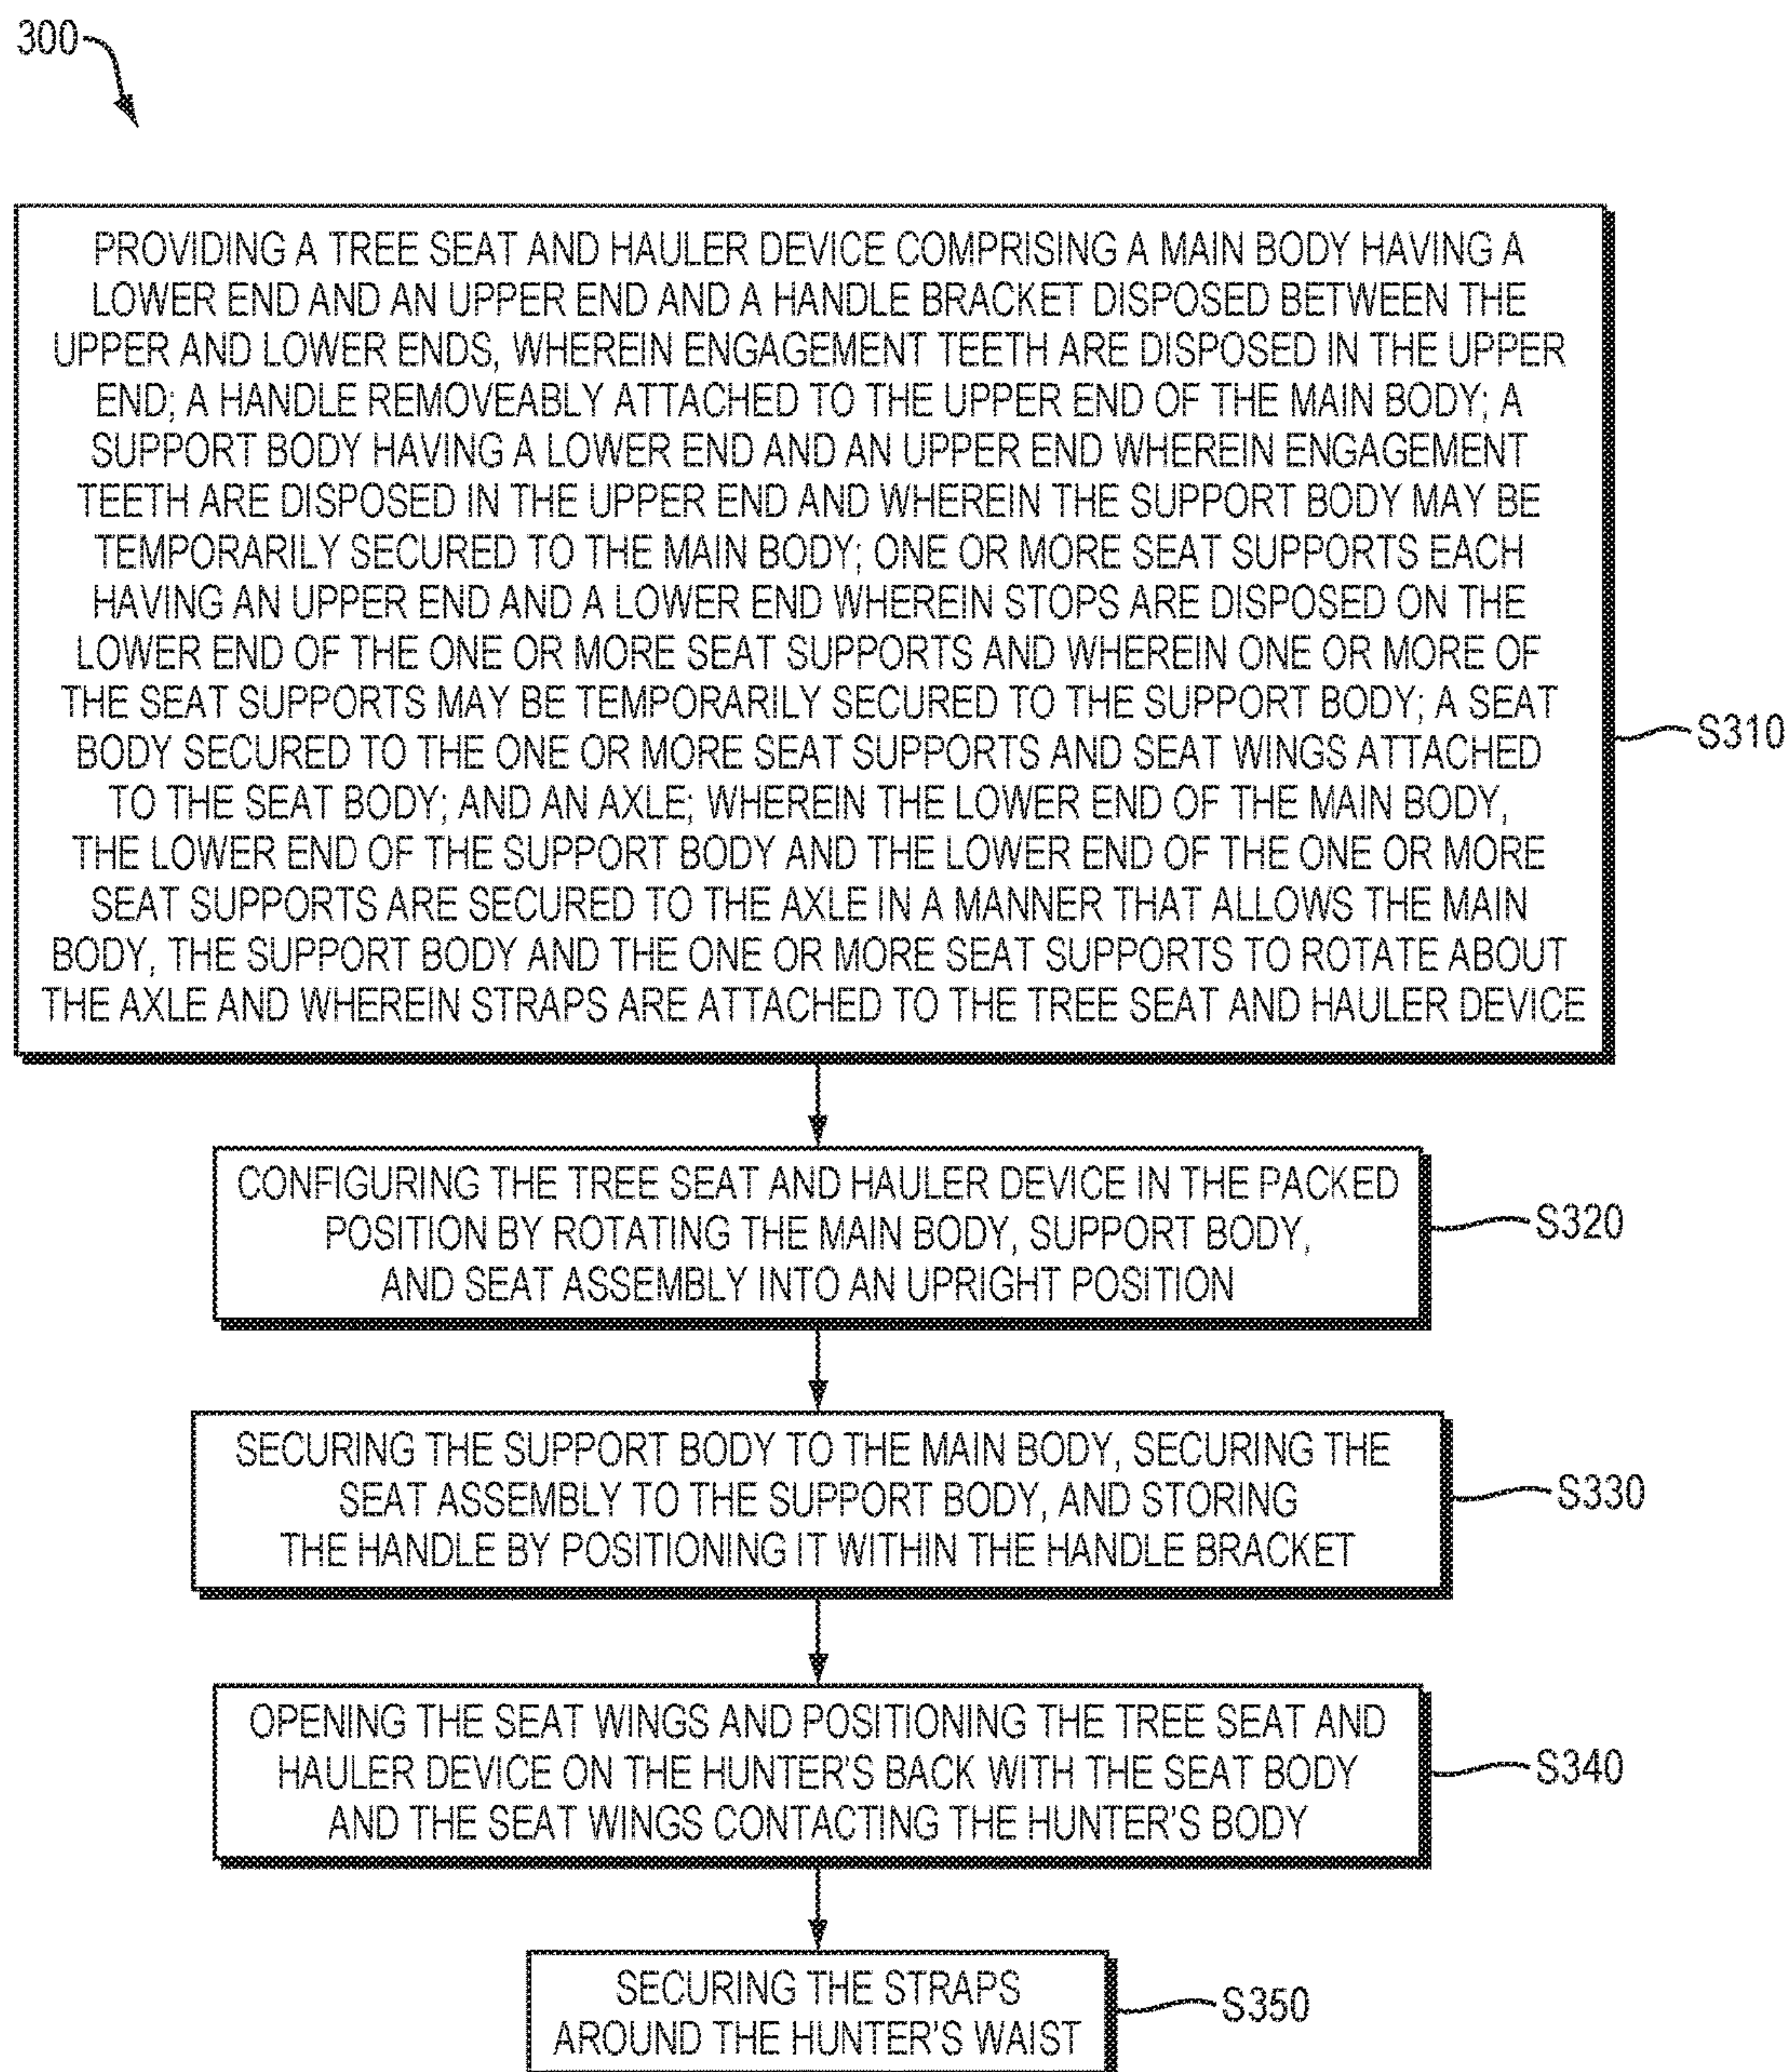 300
PROVIDING A TREE SEAT AND HAULER DEVICE COMPRISING A MAIN BODY HAVING A
LOWER END AND AN UPPER END AND A HANDLE BRACKET DISPOSED BETWEEN THE
UPPER AND LOWER ENDS, WHEREIN ENGAGEMENT TEETH ARE DISPOSED IN THE UPPER
END; A HANDLE REMOVEABLY ATTACHED TO THE UPPER END OF THE MAIN BODY; A
SUPPORT BODY HAVING A LOWER END AND AN UPPER END WHEREIN ENGAGEMENT
TEETH ARE DISPOSED IN THE UPPER END AND WHEREIN THE SUPPORT BODY MAY BE
TEMPORARILY SECURED TO THE MAIN BODY; ONE OR MORE SEAT SUPPORTS EACH
HAVING AN UPPER END AND A LOWER END WHEREIN STOPS ARE DISPOSED ON THE
LOWER END OF THE ONE OR MORE SEAT SUPPORTS AND WHEREIN ONE OR MORE OF
THE SEAT SUPPORTS MAY BE TEMPORARILY SECURED TO THE SUPPORT BODY; A SEAT
BODY SECURED TO THE ONE OR MORE SEAT SUPPORTS AND SEAT WINGS ATTACHED
TO THE SEAT BODY; AND AN AXLE; WHEREIN THE LOWER END OF THE MAIN BODY,
THE LOWER END OF THE SUPPORT BODY AND THE LOWER END OF THE ONE OR MORE
SEAT SUPPORTS ARE SECURED TO THE AXLE IN A MANNER THAT ALLOWS THE MAIN
BODY, THE SUPPORT BODY AND THE ONE OR MORE SEAT SUPPORTS TO ROTATE ABOUT
THE AXLE AND WHEREIN STRAPS ARE ATTACHED TO THE TREE SEAT AND HAULER DEVICE
S310
CONFIGURING THE TREE SEAT AND HAULER DEVICE IN THE PACKED
POSITION BY ROTATING THE MAIN BODY, SUPPORT BODY,
AND SEAT ASSEMBLY INTO AN UPRIGHT POSITION
S320
SECURING THE SUPPORT BODY TO THE MAIN BODY, SECURING THE
SEAT ASSEMBLY TO THE SUPPORT BODY, AND STORING
THE HANDLE BY POSITIONING IT WITHIN THE HANDLE BRACKET
S330
OPENING THE SEAT WINGS AND POSITIONING THE TREE SEAT AND
HAULER DEVICE ON THE HUNTER'S BACK WITH THE SEAT BODY
AND THE SEAT WINGS CONTACTING THE HUNTER'S BODY
S340
SECURING THE STRAPS
AROUND THE HUNTER'S WAIST
S350